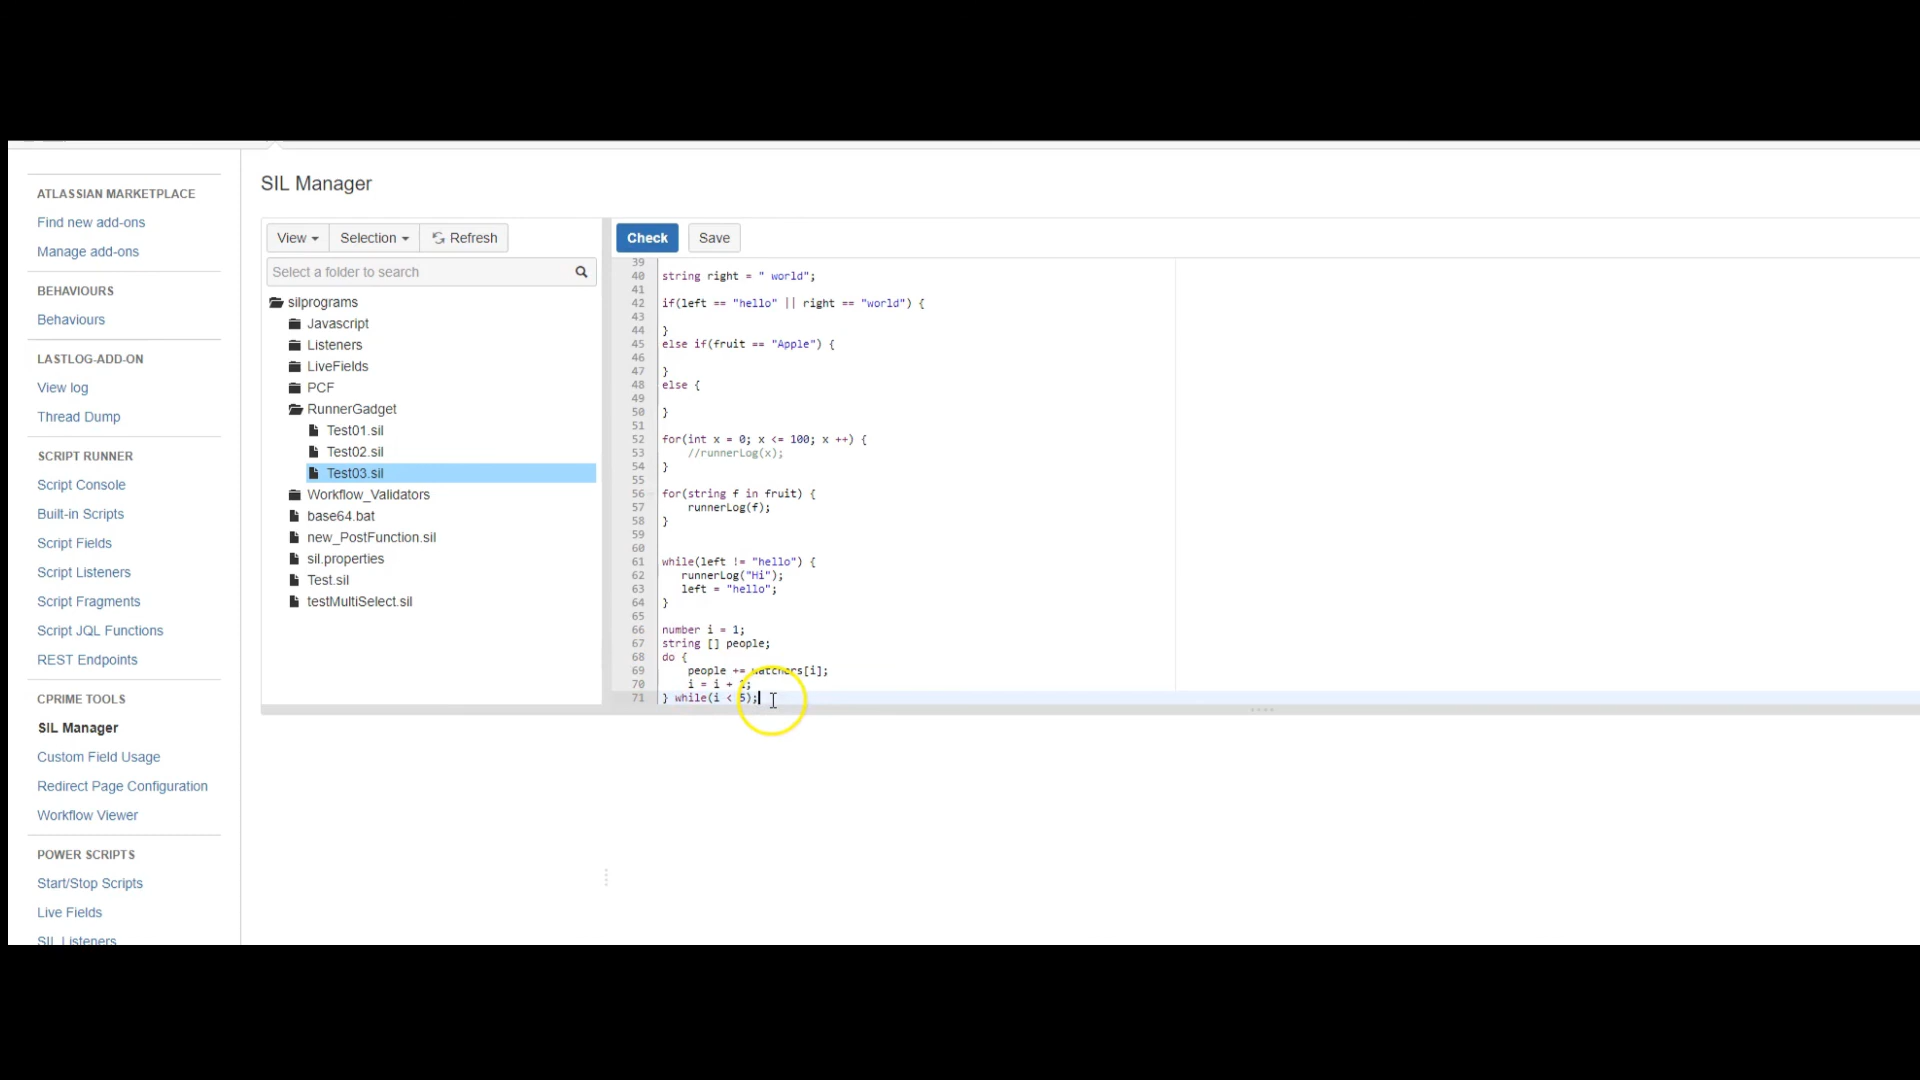 ATLASSIAN MARKETPLACE
Find new add-ons
Manage add-ons
BEHAVIOURS
Behaviours
LASTLOG-ADD-ON
View log
Thread Dump
SCRIPT RUNNER
Script Console
Built-in Scripts
Script Fields
Script Listeners
Script Fragments
Script JQL Functions
REST Endpoints
CPRIME TOOLS
SIL Manager
Custom Field Usage
Redirect Page Configuration
Workflow Viewer
POWER SCRIPTS
Start/Stop Scripts
Live Fields
SIL Listeners
SIL Manager
View
Selection
Refresh
Select a folder to search
silprograms
Javascript
Listeners
LiveFields
PCF
RunnerGadget
Test01.sil
Test02.sil
Test03.sil
Workflow_Validators
base64.bat
new_PostFunction.sil
sil.properties
Test.sil
testMultiSelect.sil
Check
Save
39
40 string right = " world";
41
42 if(left == "hello" || right == "world") {
43
44 }
45 else if(fruit == "Apple") {
46
47 }
48 else {
49
50 }
51
52 for(int x = 0; x <= 100; x ++) {
53 //runnerLog(x);
54 }
55
56 for(string f in fruit) {
57 runnerLog(f);
58 }
59
60
61 while(left != "hello") {
62 runnerLog("Hi");
63 left = "hello";
64 }
65
66 number i = 1;
67 string [] people;
68 do {
69 people += watchers[i];
70 i = i + 1;
71 } while(i < 5);